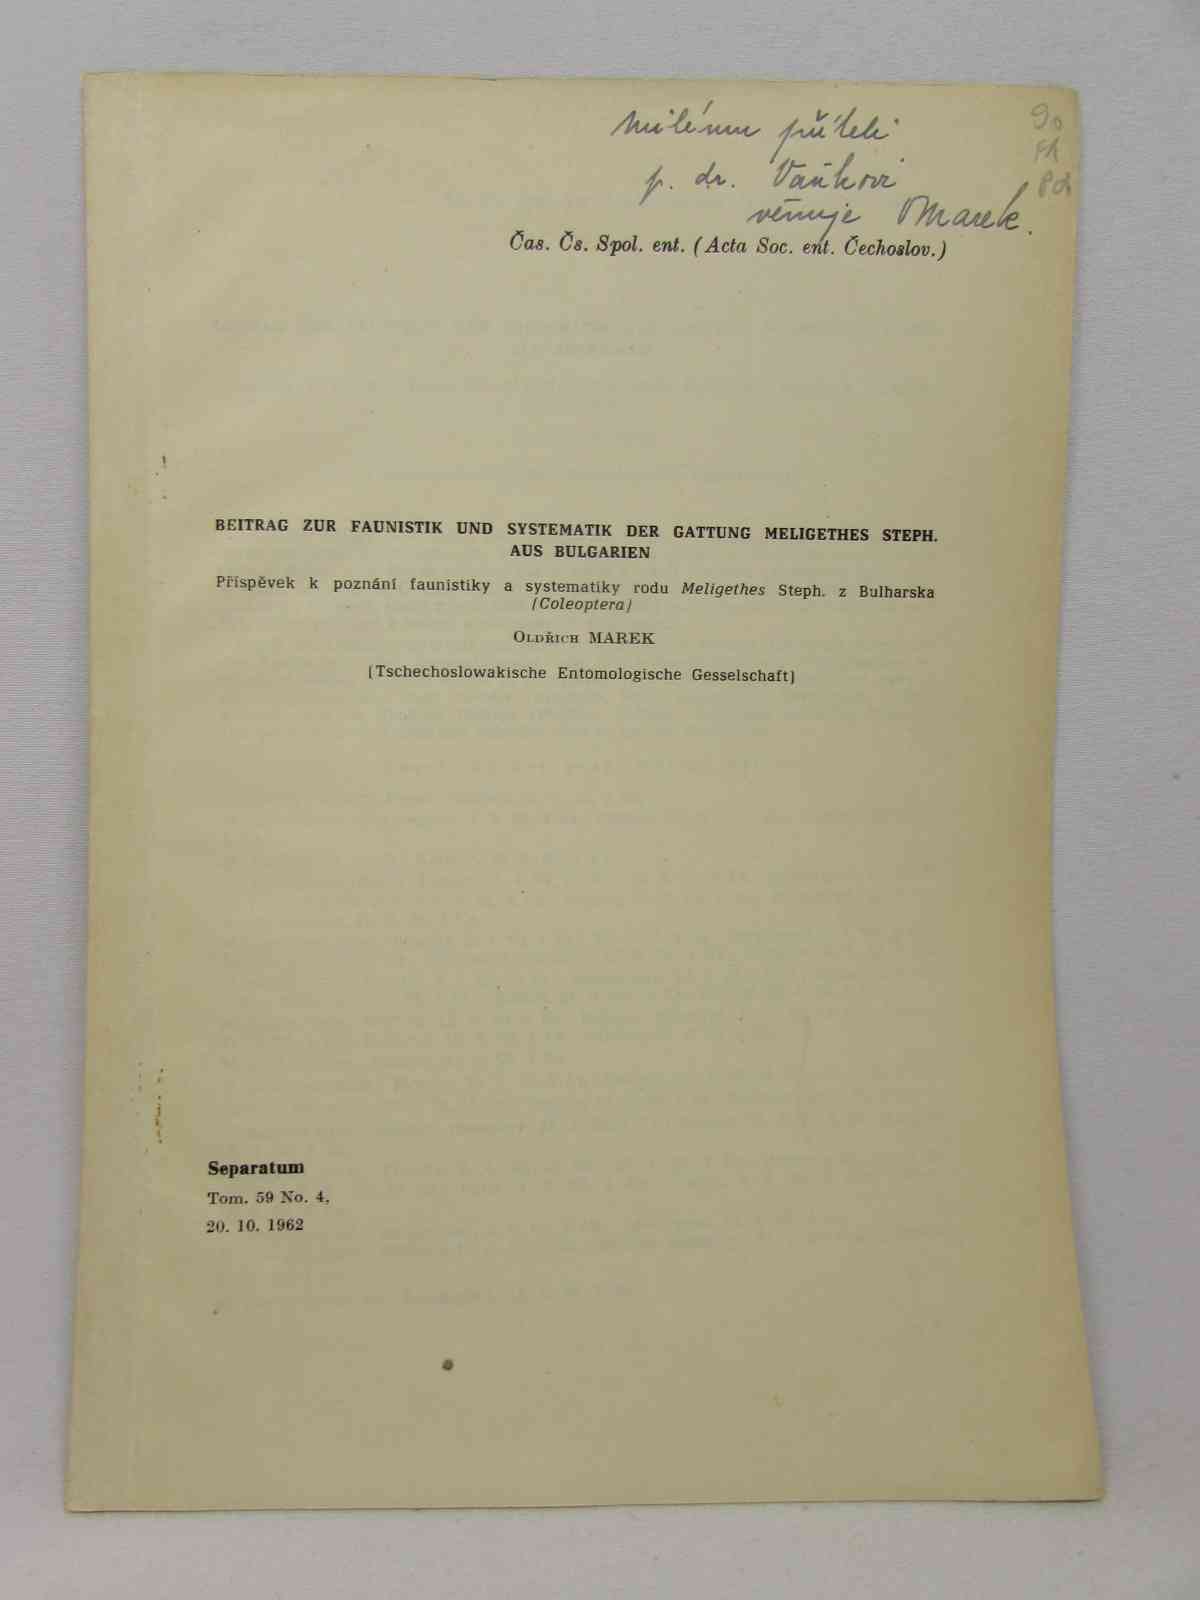 Milému příteli
p. dr. Vaňkovi
věnuje OMarek.
90
Čas. Čs. Spol. ent. (Acta Soc. ent. Čechoslov.)
BEITRAG ZUR FAUNISTIK UND SYSTEMATIK DER GATTUNG MELIGETHES STEPH.
AUS BULGARIEN
Příspěvek k poznání faunistiky a systematiky rodu Meligethes Steph. z Bulharska
(Coleoptera)
OLDŘICH MAREK
(Tschechoslowakische Entomologische Gesselschaft)
Separatum
Tom. 59 No. 4,
20. 10. 1962